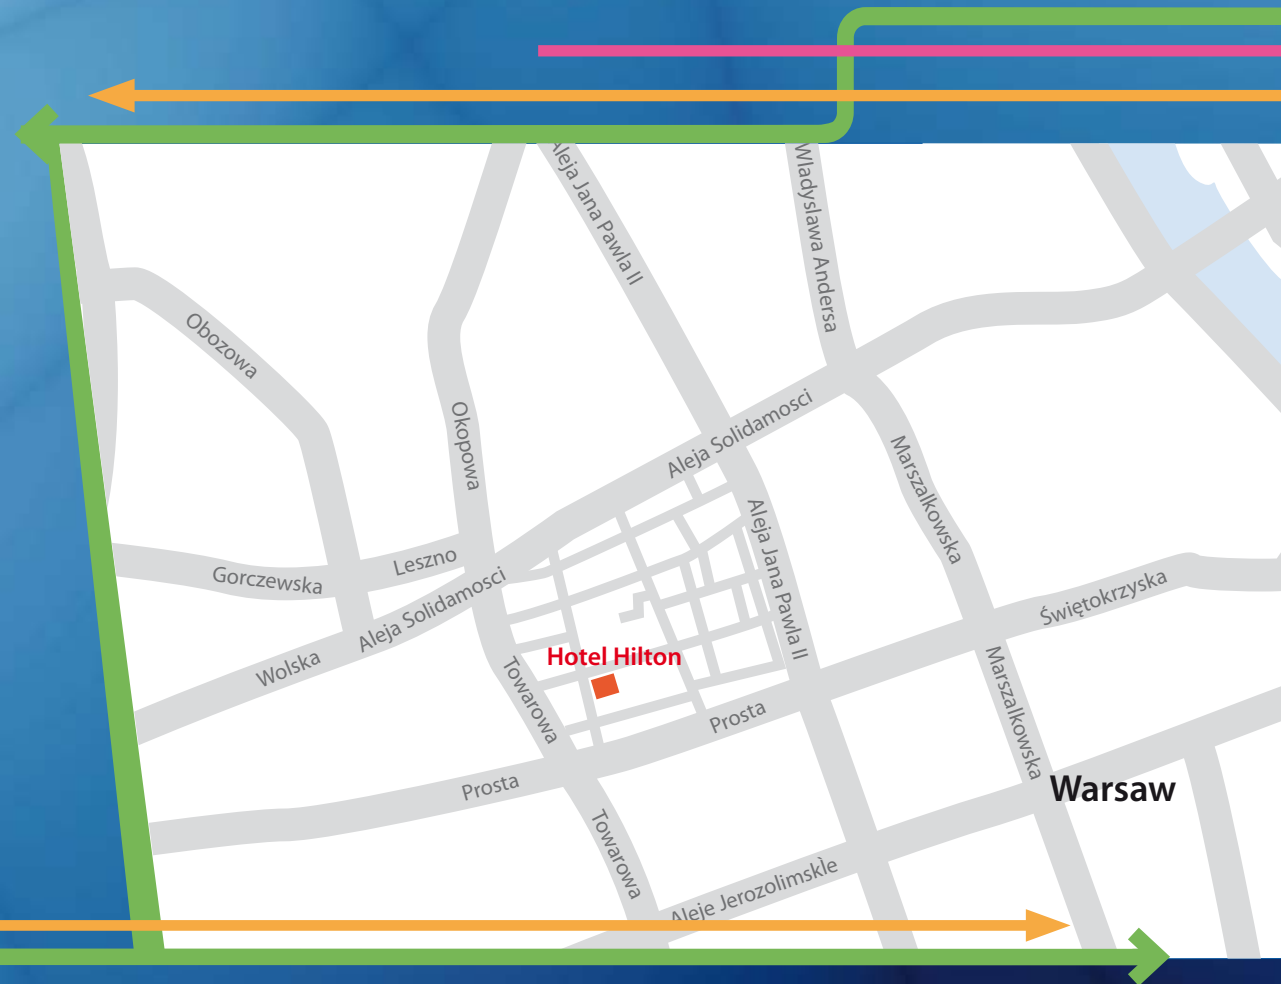 Aleja Jana Pawla II
Wladyslawa Andersa
Obozowa
Okopowa
Aleja Solidamosci
Marszalkowska
Aleja Jana Pawla II
Leszno
Gorczewska
Aleja Solidamosci
Świętokrzyska
Wolska
Hotel Hilton
Towarowa
Marszalkowska
Prosta
Prosta
Warsaw
Towarowa
Aleje Jerozolimskle